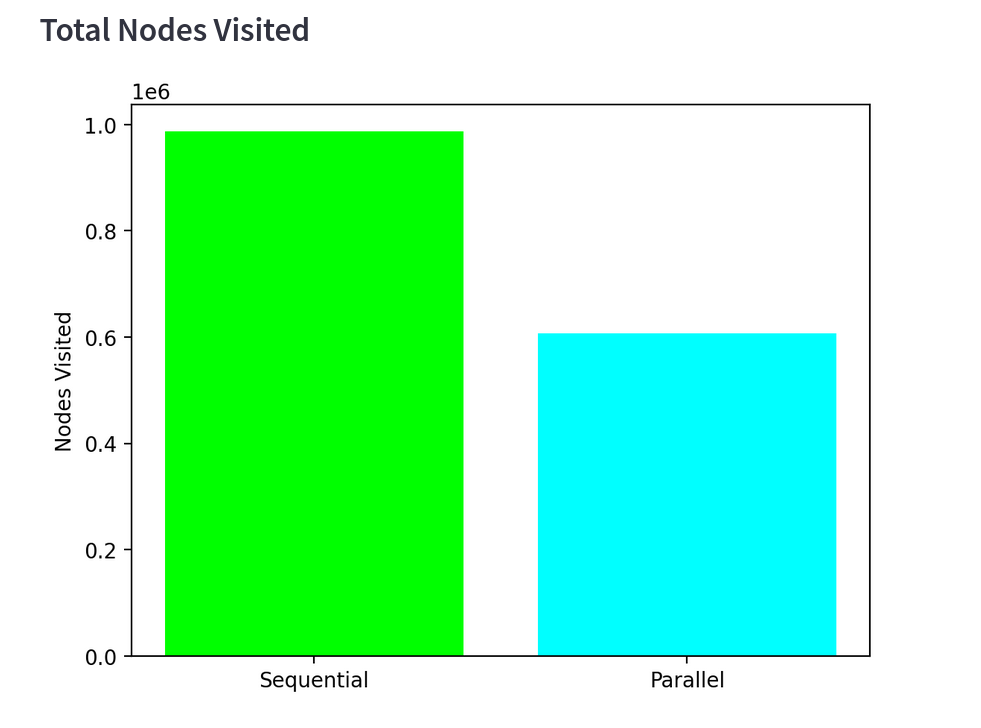 Total Nodes Visited
1e6
1.0
0.8
0.6
0.4
0.2
0.0
Nodes Visited
Sequential
Parallel